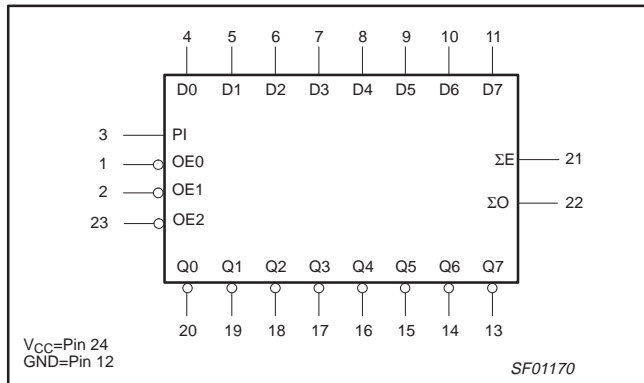 4 5 6 7 8 9 10 11
D0 D1 D2 D3 D4 D5 D6 D7
3 PI
1 OE0 ΣE 21
2 OE1
23 OE2 ΣO 22
Q0 Q1 Q2 Q3 Q4 Q5 Q6 Q7
20 19 18 17 16 15 14 13
VCC=Pin 24
GND=Pin 12
SF01170